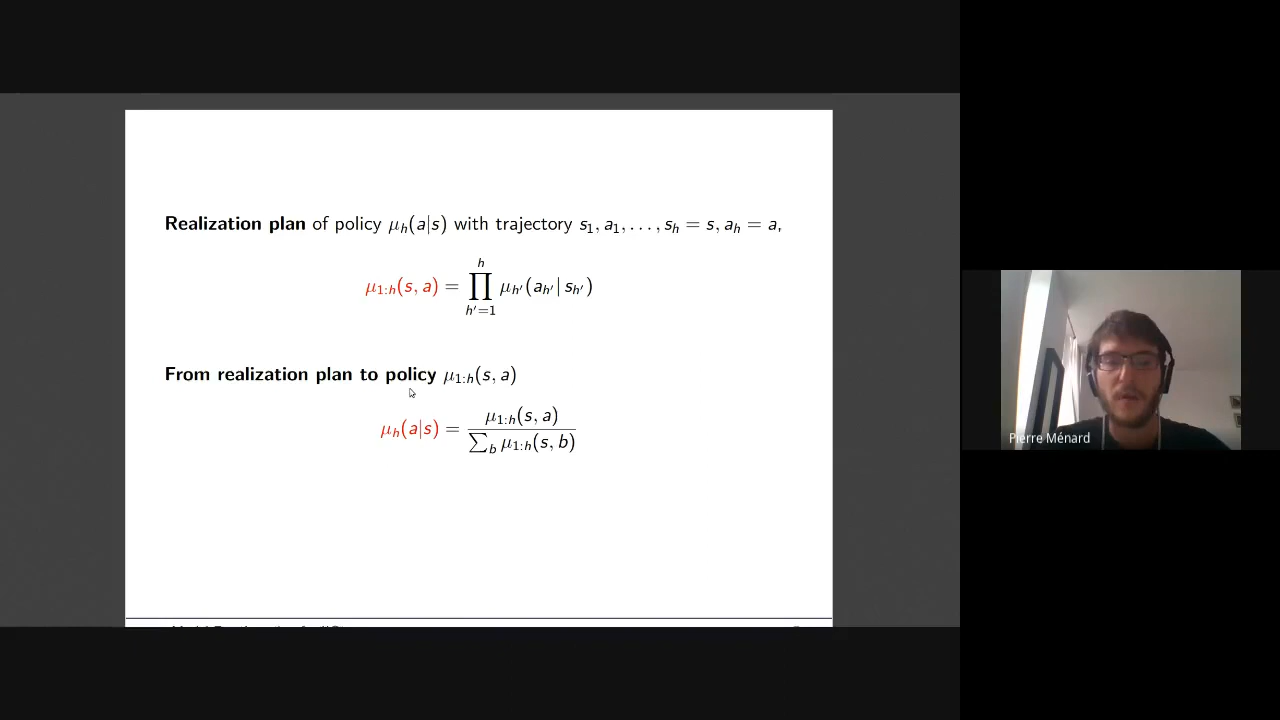 Realization plan of policy μ_h(a|s) with trajectory s_1, a_1, . . . , s_h = s, a_h = a,
μ_{1:h}(s, a) = ∏_{h′=1}^{h} μ_{h′}(a_{h′}| s_{h′})
From realization plan to policy μ_{1:h}(s, a)
μ_h(a|s) = μ_{1:h}(s, a) / ∑_b μ_{1:h}(s, b)
Pierre Ménard